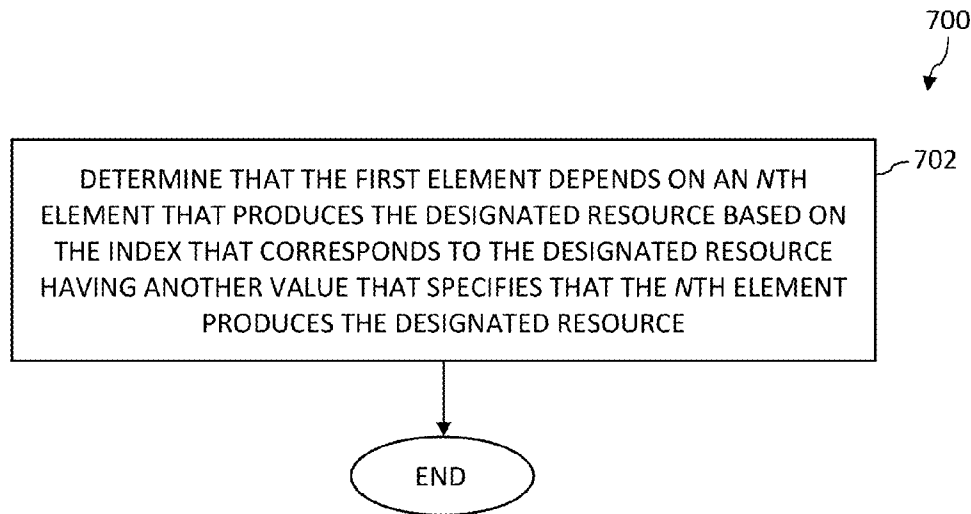 700
702
DETERMINE THAT THE FIRST ELEMENT DEPENDS ON AN NTH
ELEMENT THAT PRODUCES THE DESIGNATED RESOURCE BASED ON
THE INDEX THAT CORRESPONDS TO THE DESIGNATED RESOURCE
HAVING ANOTHER VALUE THAT SPECIFIES THAT THE NTH ELEMENT
PRODUCES THE DESIGNATED RESOURCE
END